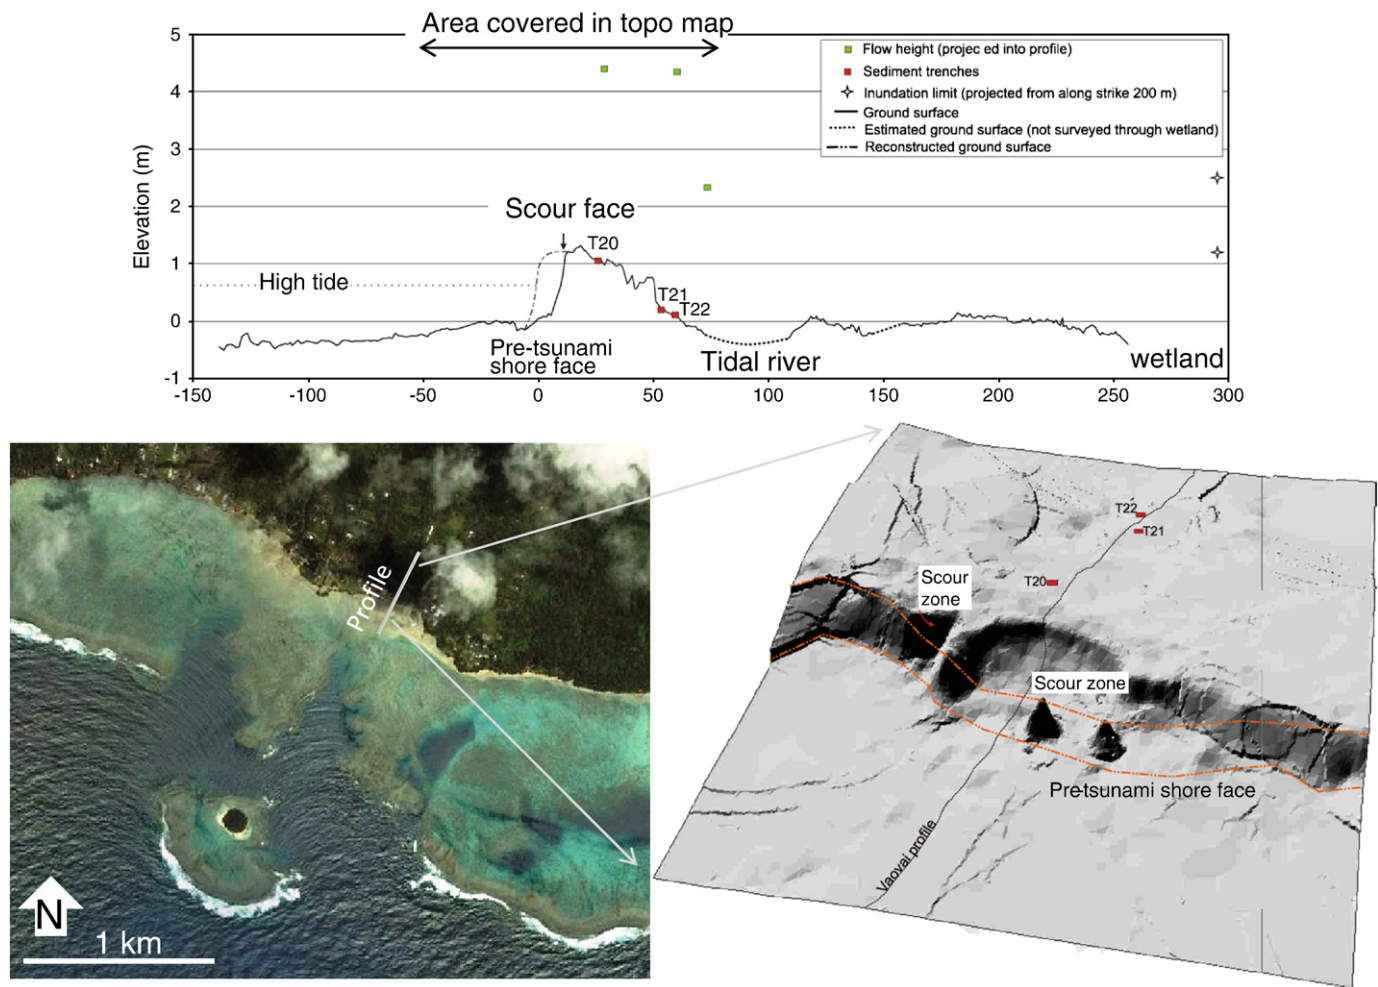 Area covered in topo map
5
4
3
2
1
0
-1
Elevation (m)
Flow height (projec ed into profile)
Sediment trenches
Inundation limit (projected from along strike 200 m)
Ground surface
Estimated ground surface (not surveyed through wetland)
Reconstructed ground surface
Scour face
T20
High tide
T21
T22
Pre-tsunami
shore face
Tidal river
wetland
-150
-100
-50
0
50
100
150
200
250
300
Profile
N
1 km
T22
T21
T20
Scour
zone
Scour zone
Pre-tsunami shore face
Vaovai profile